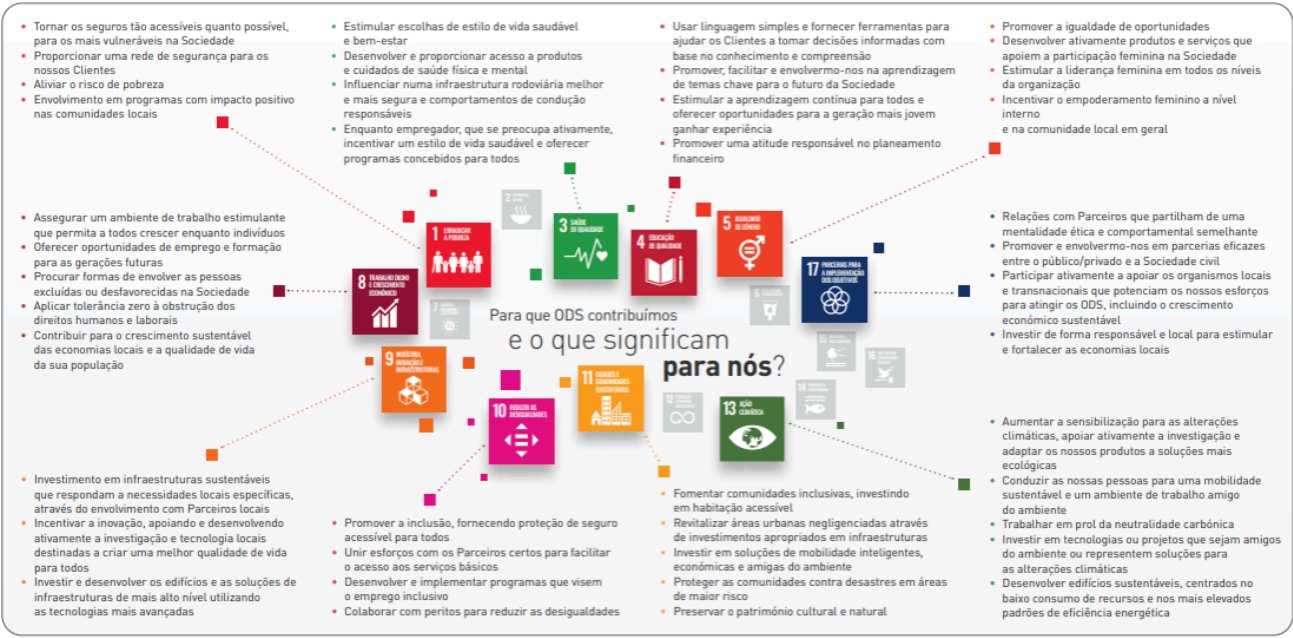 • Tornar os seguros tão acessíveis quanto possível,
para os mais vulneráveis na Sociedade
• Proporcionar uma rede de segurança para os
nossos Clientes
• Aliviar o risco de pobreza
• Envolvimento em programas com impacto positivo
nas comunidades locais
• Estimular escolhas de estilo de vida saudável
e bem-estar
• Desenvolver e proporcionar acesso a produtos
e cuidados de saúde física e mental
• Influenciar numa infraestrutura rodoviária melhor
e mais segura e comportamentos de condução
responsáveis
• Enquanto empregador, que se preocupa ativamente,
incentivar um estilo de vida saudável e oferecer
programas concebidos para todos
• Usar linguagem simples e fornecer ferramentas para
ajudar os Clientes a tomar decisões informadas com
base no conhecimento e compreensão
• Promover, facilitar e envolvermo-nos na aprendizagem
de temas chave para o futuro da Sociedade
• Estimular a aprendizagem contínua para todos e
oferecer oportunidades para a geração mais jovem
ganhar experiência
• Promover uma atitude responsável no planeamento
financeiro
• Promover a igualdade de oportunidades
• Desenvolver ativamente produtos e serviços que
apoiem a participação feminina na Sociedade
• Estimular a liderança feminina em todos os níveis
da organização
• Incentivar o empoderamento feminino a nível
interno
e na comunidade local em geral
• Assegurar um ambiente de trabalho estimulante
que permita a todos crescer enquanto indivíduos
• Oferecer oportunidades de emprego e formação
para as gerações futuras
• Procurar formas de envolver as pessoas
excluídas ou desfavorecidas na Sociedade
• Aplicar tolerância zero à obstrução dos
direitos humanos e laborais
• Contribuir para o crescimento sustentável
das economias locais e a qualidade de vida
da sua população
1 ERRADICAR
A POBREZA
2
3 SAÚDE
DE QUALIDADE
4 EDUCAÇÃO
DE QUALIDADE
5 IGUALDADE
DE GÉNERO
6
7
8 TRABALHO DIGNO
E CRESCIMENTO
ECONÓMICO
17 PARCERIAS PARA
A IMPLEMENTAÇÃO
DOS OBJETIVOS
Para que ODS contribuímos
e o que significam
para nós?
9 INDÚSTRIA,
INOVAÇÃO E
INFRAESTRUTURAS
10 REDUZIR AS
DESIGUALDADES
11 CIDADES E
COMUNIDADES
SUSTENTÁVEIS
12
13 AÇÃO
CLIMÁTICA
14
15
16
• Relações com Parceiros que partilham de uma
mentalidade ética e comportamental semelhante
• Promover e envolvermo-nos em parcerias eficazes
entre o público/privado e a Sociedade civil
• Participar ativamente a apoiar os organismos locais
e transnacionais que potenciam os nossos esforços
para atingir os ODS, incluindo o crescimento
económico sustentável
• Investir de forma responsável e local para estimular
e fortalecer as economias locais
• Investimento em infraestruturas sustentáveis
que respondam a necessidades locais específicas,
através do envolvimento com Parceiros locais
• Incentivar a inovação, apoiando e desenvolvendo
ativamente a investigação e tecnologia locais
destinadas a criar uma melhor qualidade de vida
para todos
• Investir e desenvolver os edifícios e as soluções de
infraestruturas de mais alto nível utilizando
as tecnologias mais avançadas
• Promover a inclusão, fornecendo proteção de seguro
acessível para todos
• Unir esforços com os Parceiros certos para facilitar
o acesso aos serviços básicos
• Desenvolver e implementar programas que visem
o emprego inclusivo
• Colaborar com peritos para reduzir as desigualdades
• Fomentar comunidades inclusivas, investindo
em habitação acessível
• Revitalizar áreas urbanas negligenciadas através
de investimentos apropriados em infraestruturas
• Investir em soluções de mobilidade inteligentes,
económicas e amigas do ambiente
• Proteger as comunidades contra desastres em áreas
de maior risco
• Preservar o património cultural e natural
• Aumentar a sensibilização para as alterações
climáticas, apoiar ativamente a investigação e
adaptar os nossos produtos a soluções mais
ecológicas
• Conduzir as nossas pessoas para uma mobilidade
sustentável e um ambiente de trabalho amigo
do ambiente
• Trabalhar em prol da neutralidade carbónica
• Investir em tecnologias ou projetos que sejam amigos
do ambiente ou representem soluções para
as alterações climáticas
• Desenvolver edifícios sustentáveis, centrados no
baixo consumo de recursos e nos mais elevados
padrões de eficiência energética